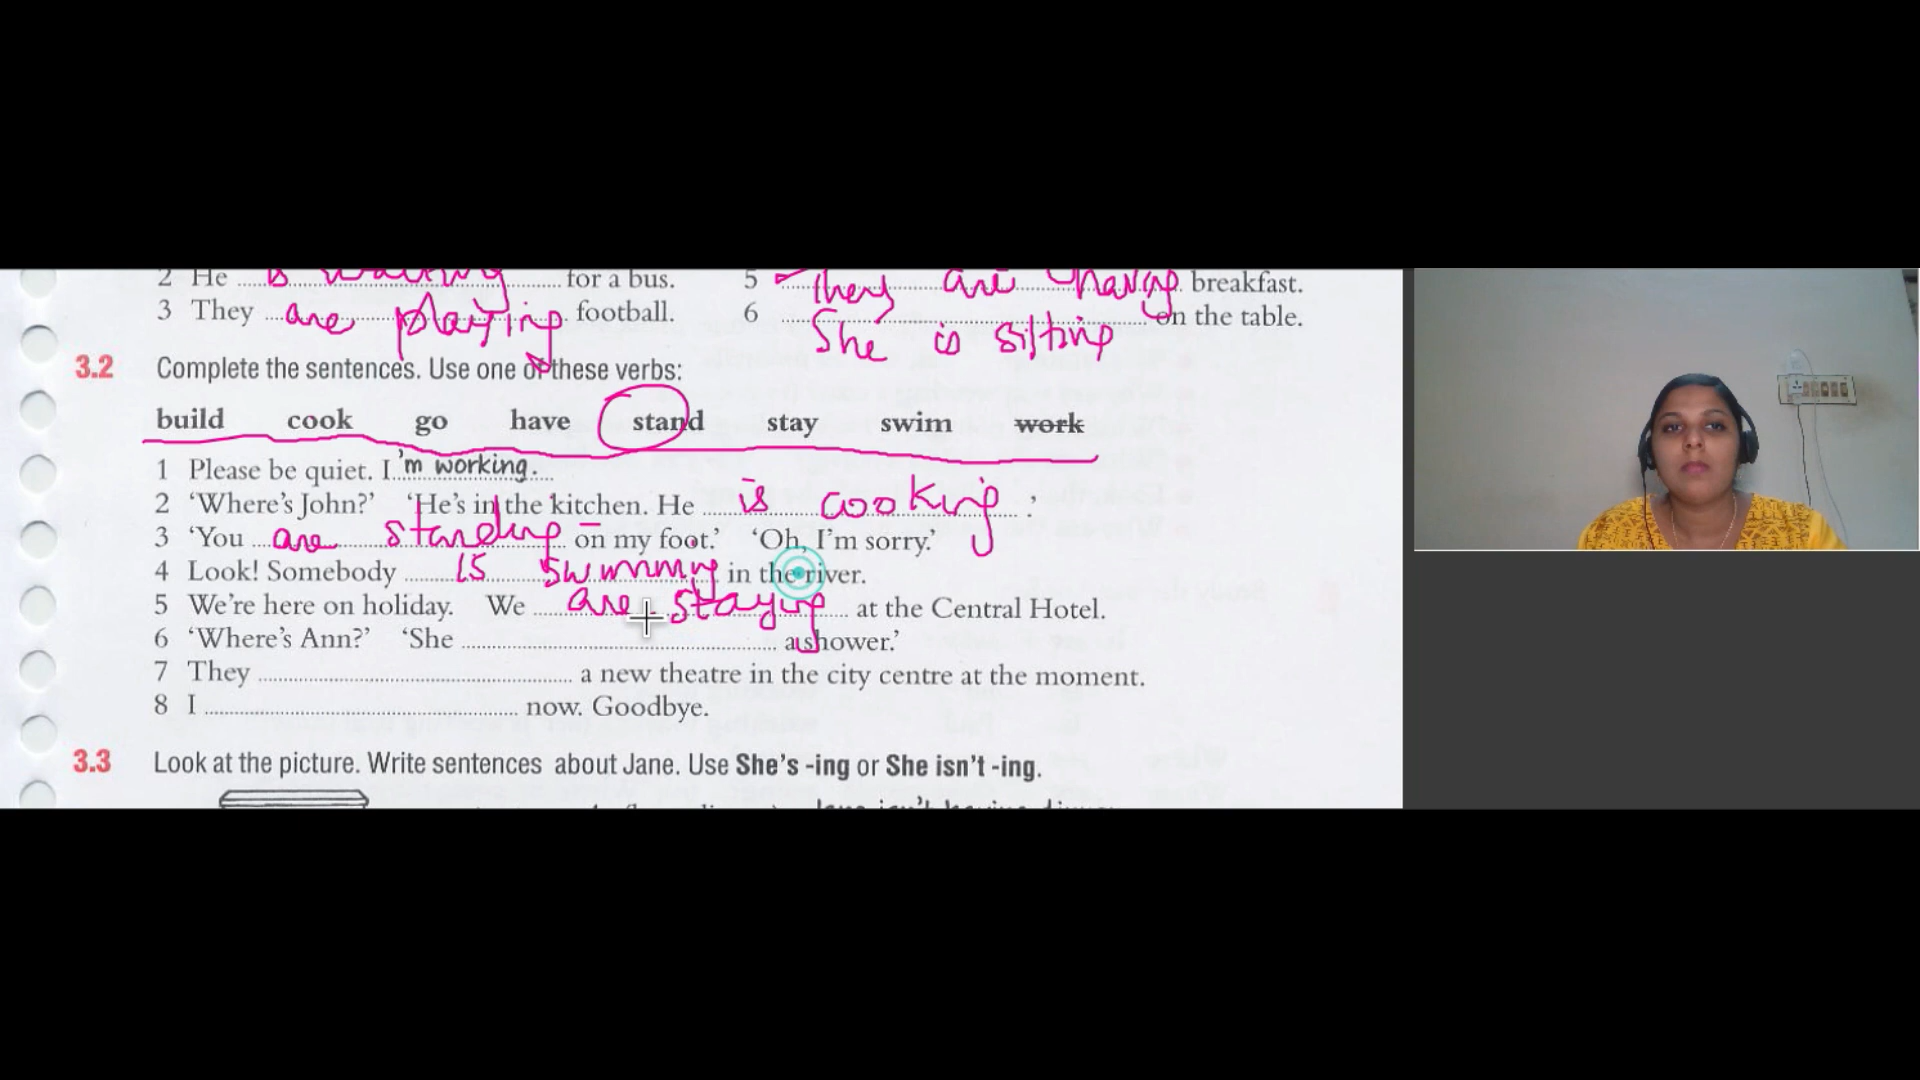 2 He is waiting for a bus. 5 They are having breakfast.
3 They are playing football. 6 She is sitting on the table.
3.2 Complete the sentences. Use one of these verbs:
build cook go have stand stay swim work
1 Please be quiet. I 'm working.
2 ‘Where’s John?’ ‘He’s in the kitchen. He is cooking .’
3 ‘You are standing on my foot.’ ‘Oh, I’m sorry.’
4 Look! Somebody is swimming in the river.
5 We’re here on holiday. We are staying at the Central Hotel.
6 ‘Where’s Ann?’ ‘She a shower.’
7 They a new theatre in the city centre at the moment.
8 I now. Goodbye.
3.3 Look at the picture. Write sentences about Jane. Use She’s -ing or She isn’t -ing.